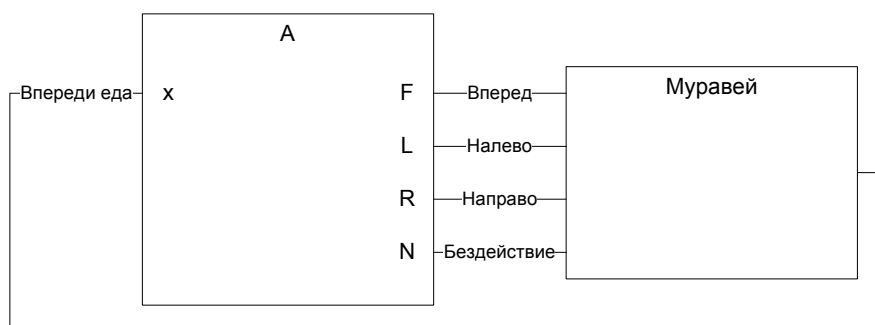 A
Муравей
Впереди еда
x
F
Вперед
L
Налево
R
Направо
N
Бездействие